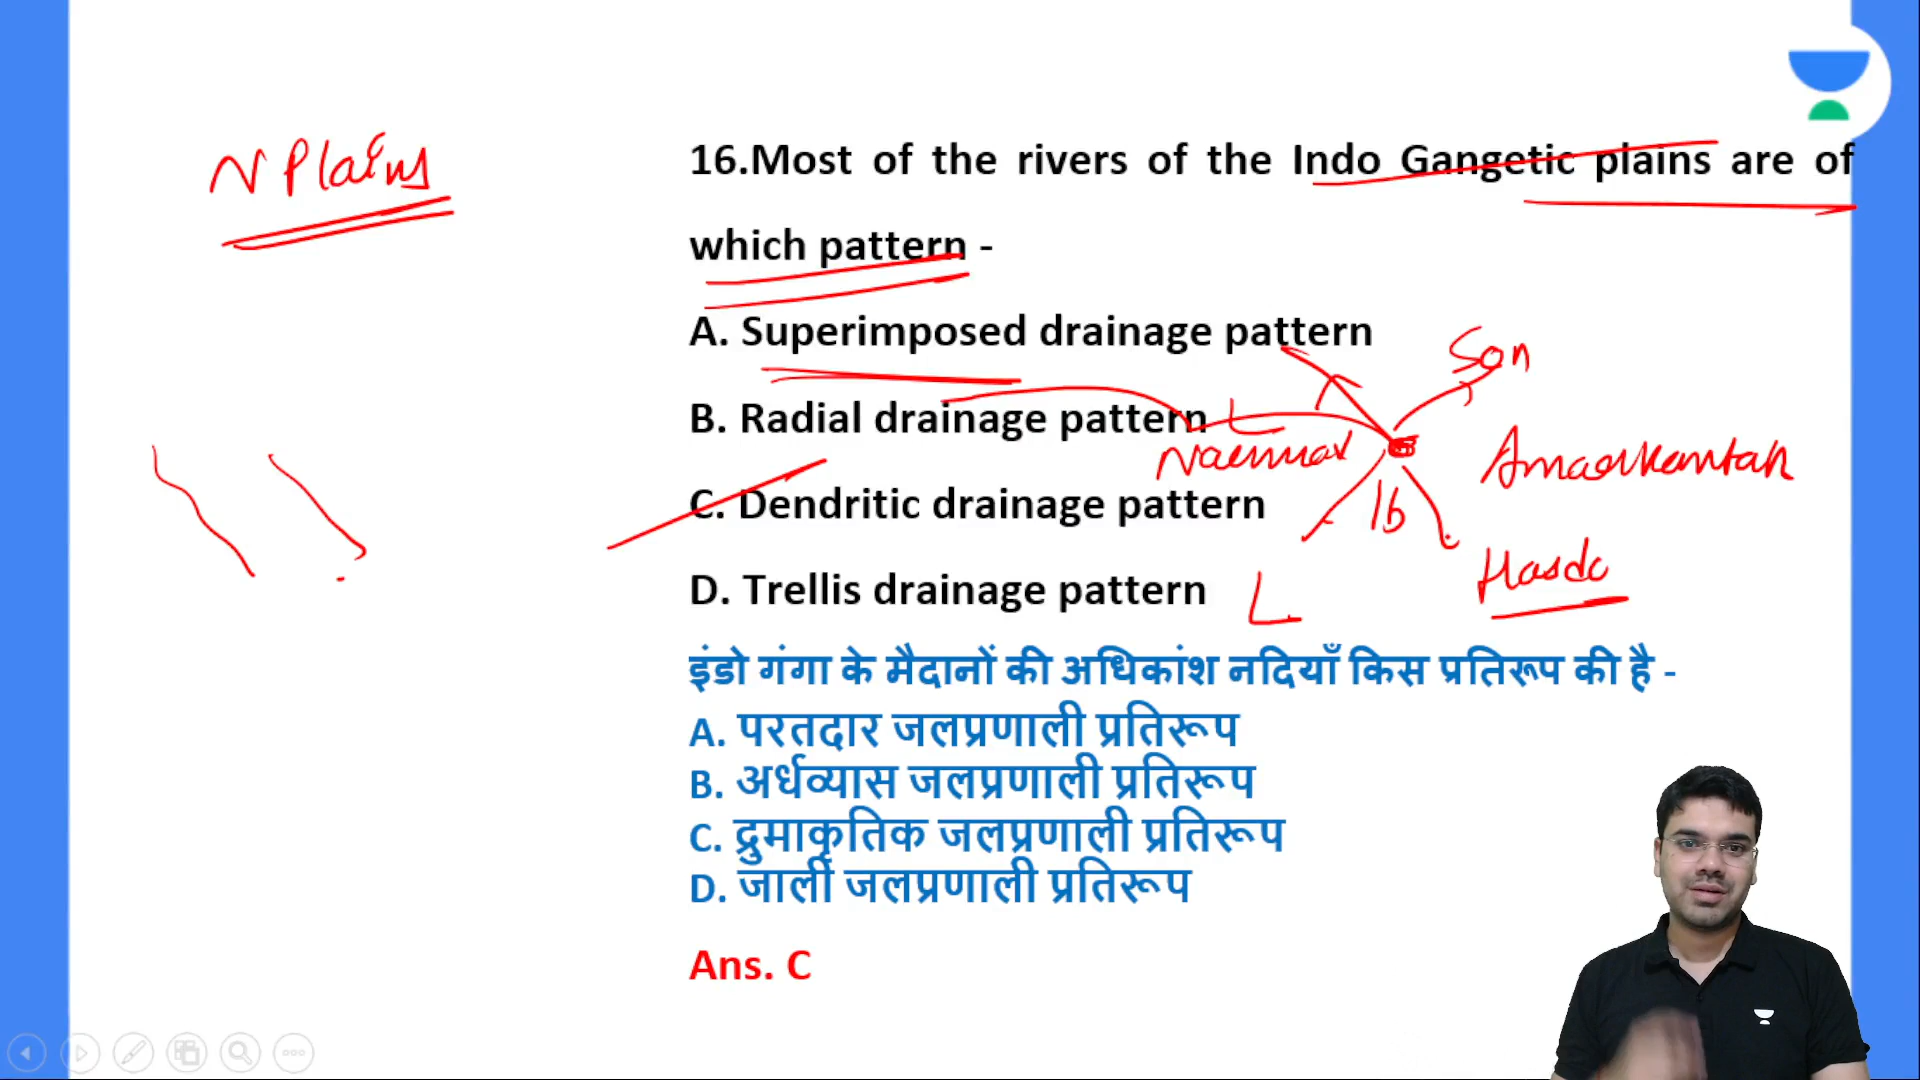 N Plains
16.Most of the rivers of the Indo Gangetic plains are of
which pattern -
A. Superimposed drainage pattern
Son
B. Radial drainage pattern
Amarkantak
C. Dendritic drainage pattern
Ib
Hasdo
D. Trellis drainage pattern
इंडो गंगा के मैदानों की अधिकांश नदियाँ किस प्रतिरूप की है -
A. परतदार जलप्रणाली प्रतिरूप
B. अर्धव्यास जलप्रणाली प्रतिरूप
C. द्रुमाकृतिक जलप्रणाली प्रतिरूप
D. जाली जलप्रणाली प्रतिरूप
Ans. C